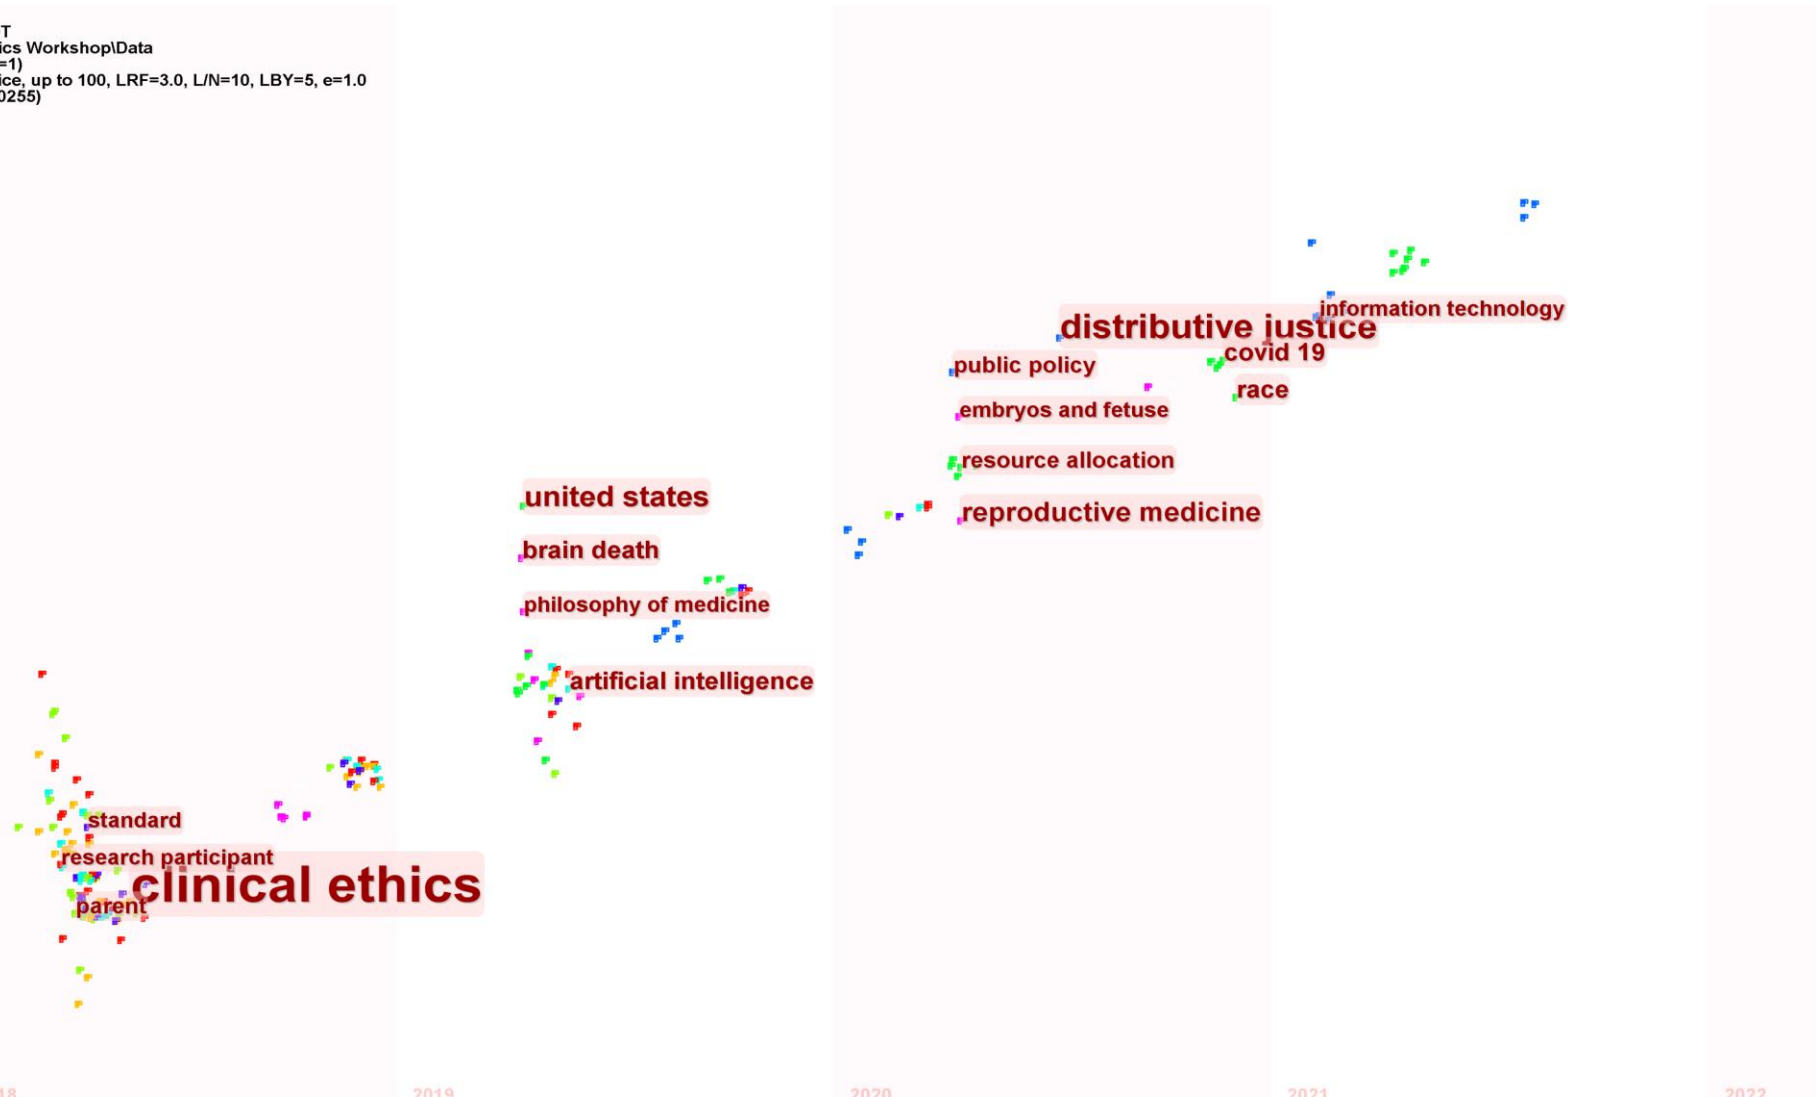 T
ics Workshop\Data
=1)
ice, up to 100, LRF=3.0, L/N=10, LBY=5, e=1.0
0255)
information technology
distributive justice
covid 19
public policy
race
embryos and fetuse
resource allocation
united states
reproductive medicine
brain death
philosophy of medicine
artificial intelligence
standard
research participant
clinical ethics
parent
18
2019
2020
2021
2022